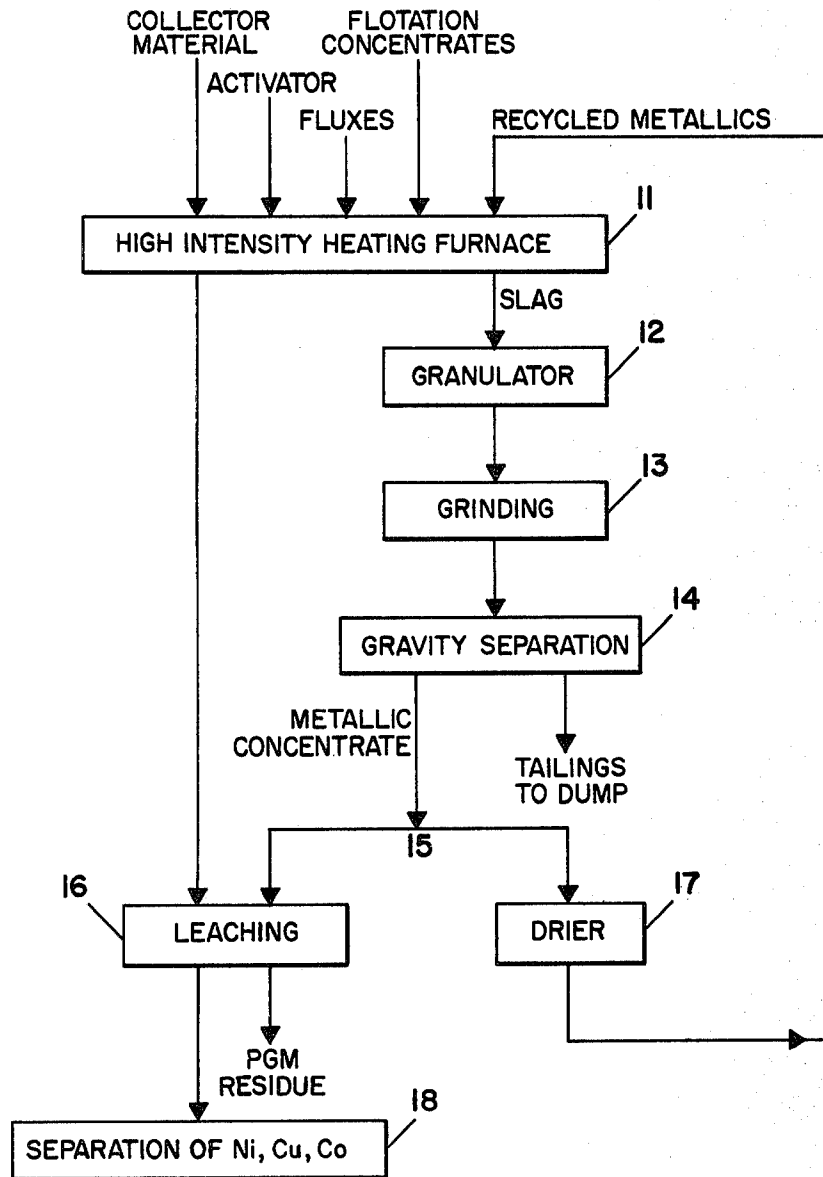 COLLECTOR
MATERIAL
FLOTATION
CONCENTRATES
ACTIVATOR
FLUXES
RECYCLED METALLICS
11
HIGH INTENSITY HEATING FURNACE
SLAG
12
GRANULATOR
13
GRINDING
14
GRAVITY SEPARATION
METALLIC
CONCENTRATE
TAILINGS
TO DUMP
15
16
LEACHING
17
DRIER
PGM
RESIDUE
18
SEPARATION OF Ni, Cu, Co